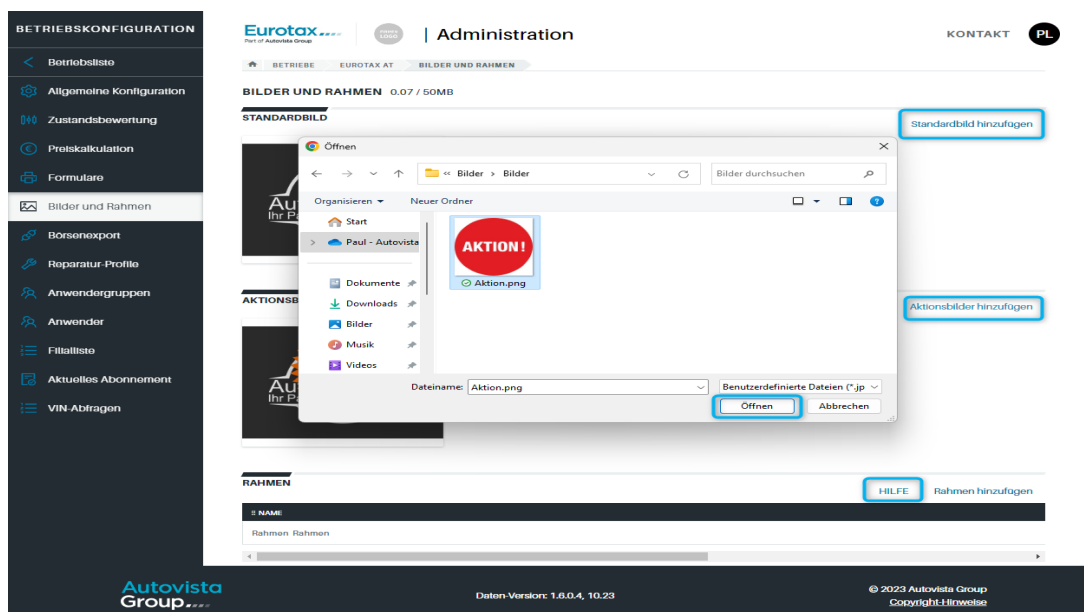 BETRIEBSKONFIGURATION
Betriebsliste
Allgemeine Konfiguration
Zustandsbewertung
Preiskalkulation
Formulare
Bilder und Rahmen
Börsenexport
Reparatur-Profile
Anwendergruppen
Anwender
Filialliste
Aktuelles Abonnement
VIN-Abfragen
Eurotax
Part of Autovista Group
| Administration
KONTAKT PL
BETRIEBE EUROTAX AT BILDER UND RAHMEN
BILDER UND RAHMEN 0.07 / 50MB
STANDARDBILD
Standardbild hinzufügen
Öffnen
« Bilder > Bilder
Bilder durchsuchen
Organisieren Neuer Ordner
Start
Paul - Autovista
Dokumente
Downloads
Bilder
Musik
Videos
AKTION!
Aktion.png
Au
Ihr P
AKTIONSB
Aktionsbilder hinzufügen
Au
Ihr P
Dateiname: Aktion.png
Benutzerdefinierte Dateien (*.jp
Öffnen Abbrechen
RAHMEN
HILFE Rahmen hinzufügen
NAME
Rahmen Rahmen
Autovista
Group
Daten-Version: 1.6.0.4, 10.23
© 2023 Autovista Group
Copyright-Hinweise